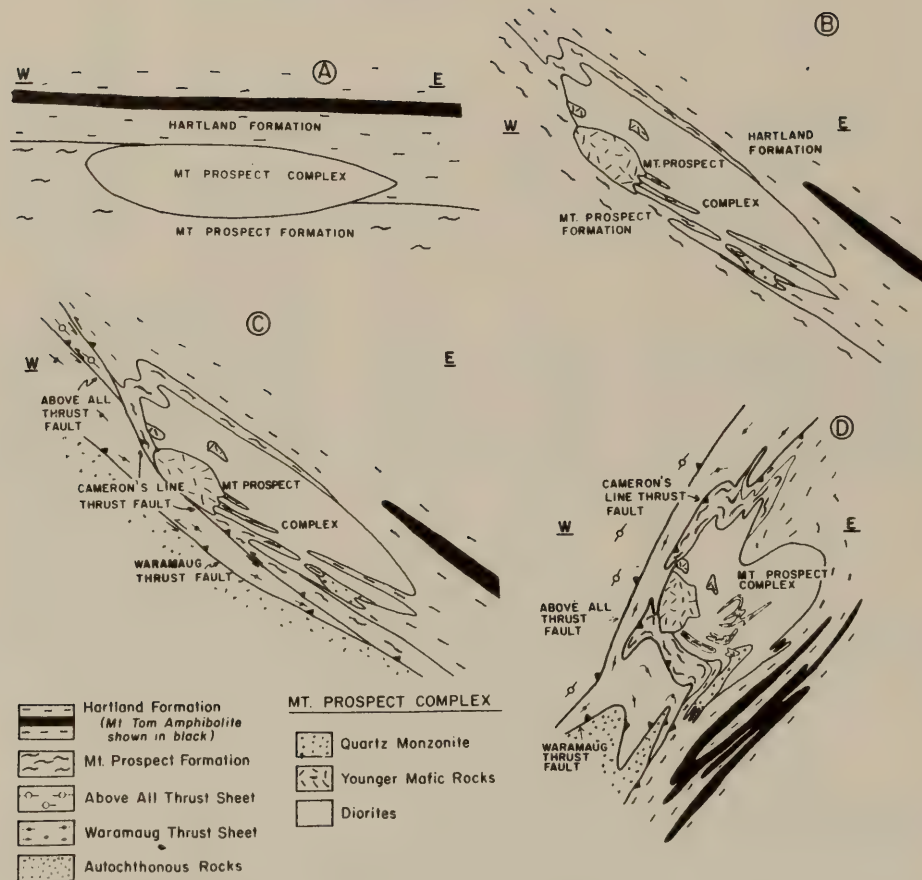 A
W
E
HARTLAND FORMATION
MT PROSPECT COMPLEX
MT. PROSPECT FORMATION
B
W
E
HARTLAND
FORMATION
MT. PROSPECT
COMPLEX
MT. PROSPECT
FORMATION
C
W
E
ABOVE ALL
THRUST
FAULT
CAMERON'S LINE
THRUST FAULT
MT PROSPECT
COMPLEX
WARAMAUG
THRUST FAULT
D
CAMERON'S
LINE THRUST
FAULT
W
E
MT PROSPECT
COMPLEX
ABOVE ALL
THRUST
FAULT
WARAMAUG
THRUST
FAULT
Hartland Formation
(Mt Tom Amphibolite
shown in black)
Mt. Prospect Formation
Above All Thrust Sheet
Waramaug Thrust Sheet
Autochthonous Rocks
MT. PROSPECT COMPLEX
Quartz Monzonite
Younger Mafic Rocks
Diorites